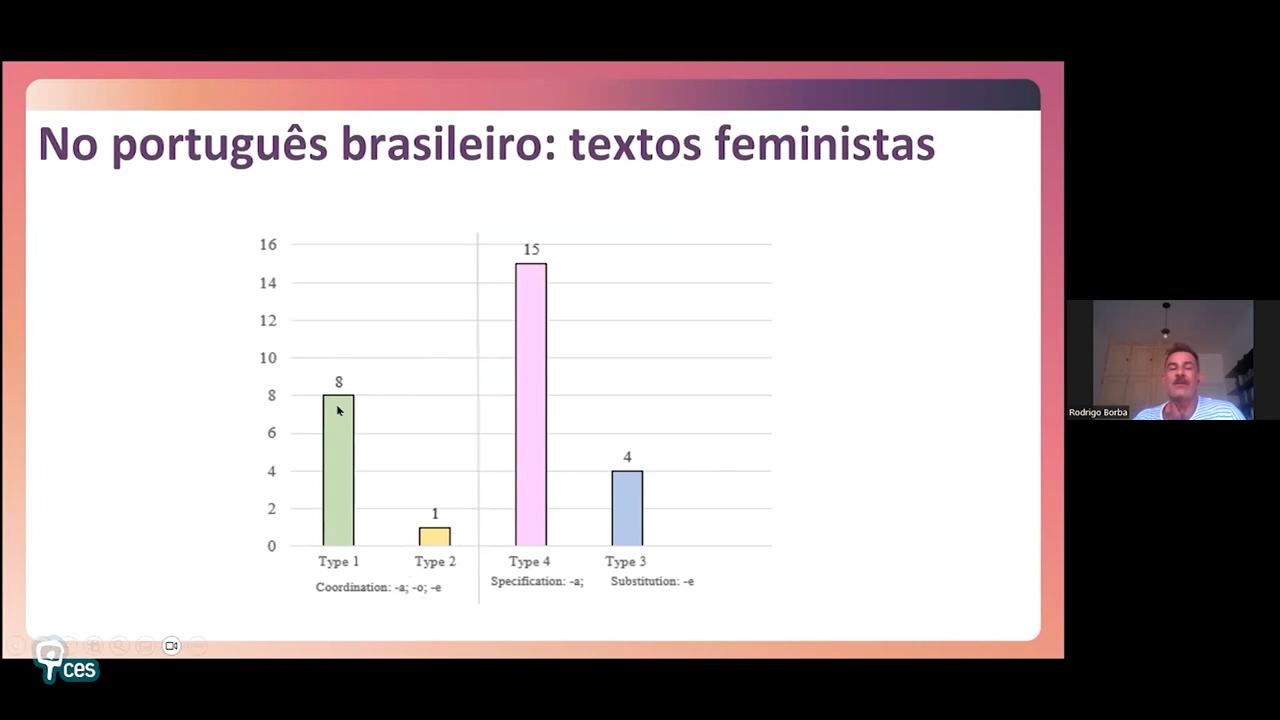 No português brasileiro: textos feministas
16
14
12
10
8
6
4
2
0
8
1
15
4
Type 1
Type 2
Type 4
Type 3
Coordination: -a; -o; -e
Specification: -a;
Substitution: -e
Rodrigo Borba
ces